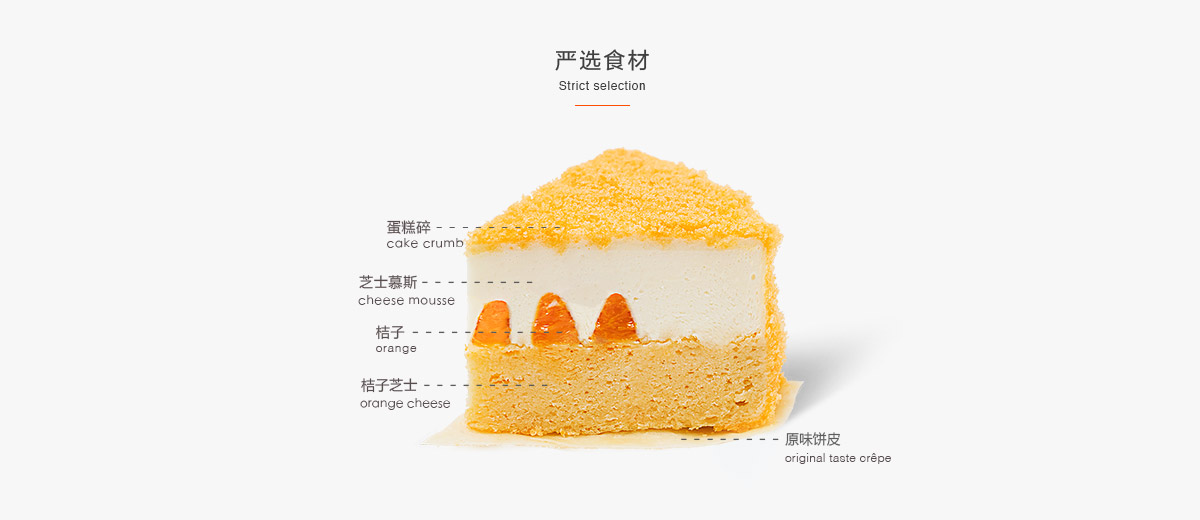 严选食材
Strict selection
蛋糕碎
cake crumb
芝士慕斯
cheese mousse
桔子
orange
桔子芝士
orange cheese
原味饼皮
original taste crêpe